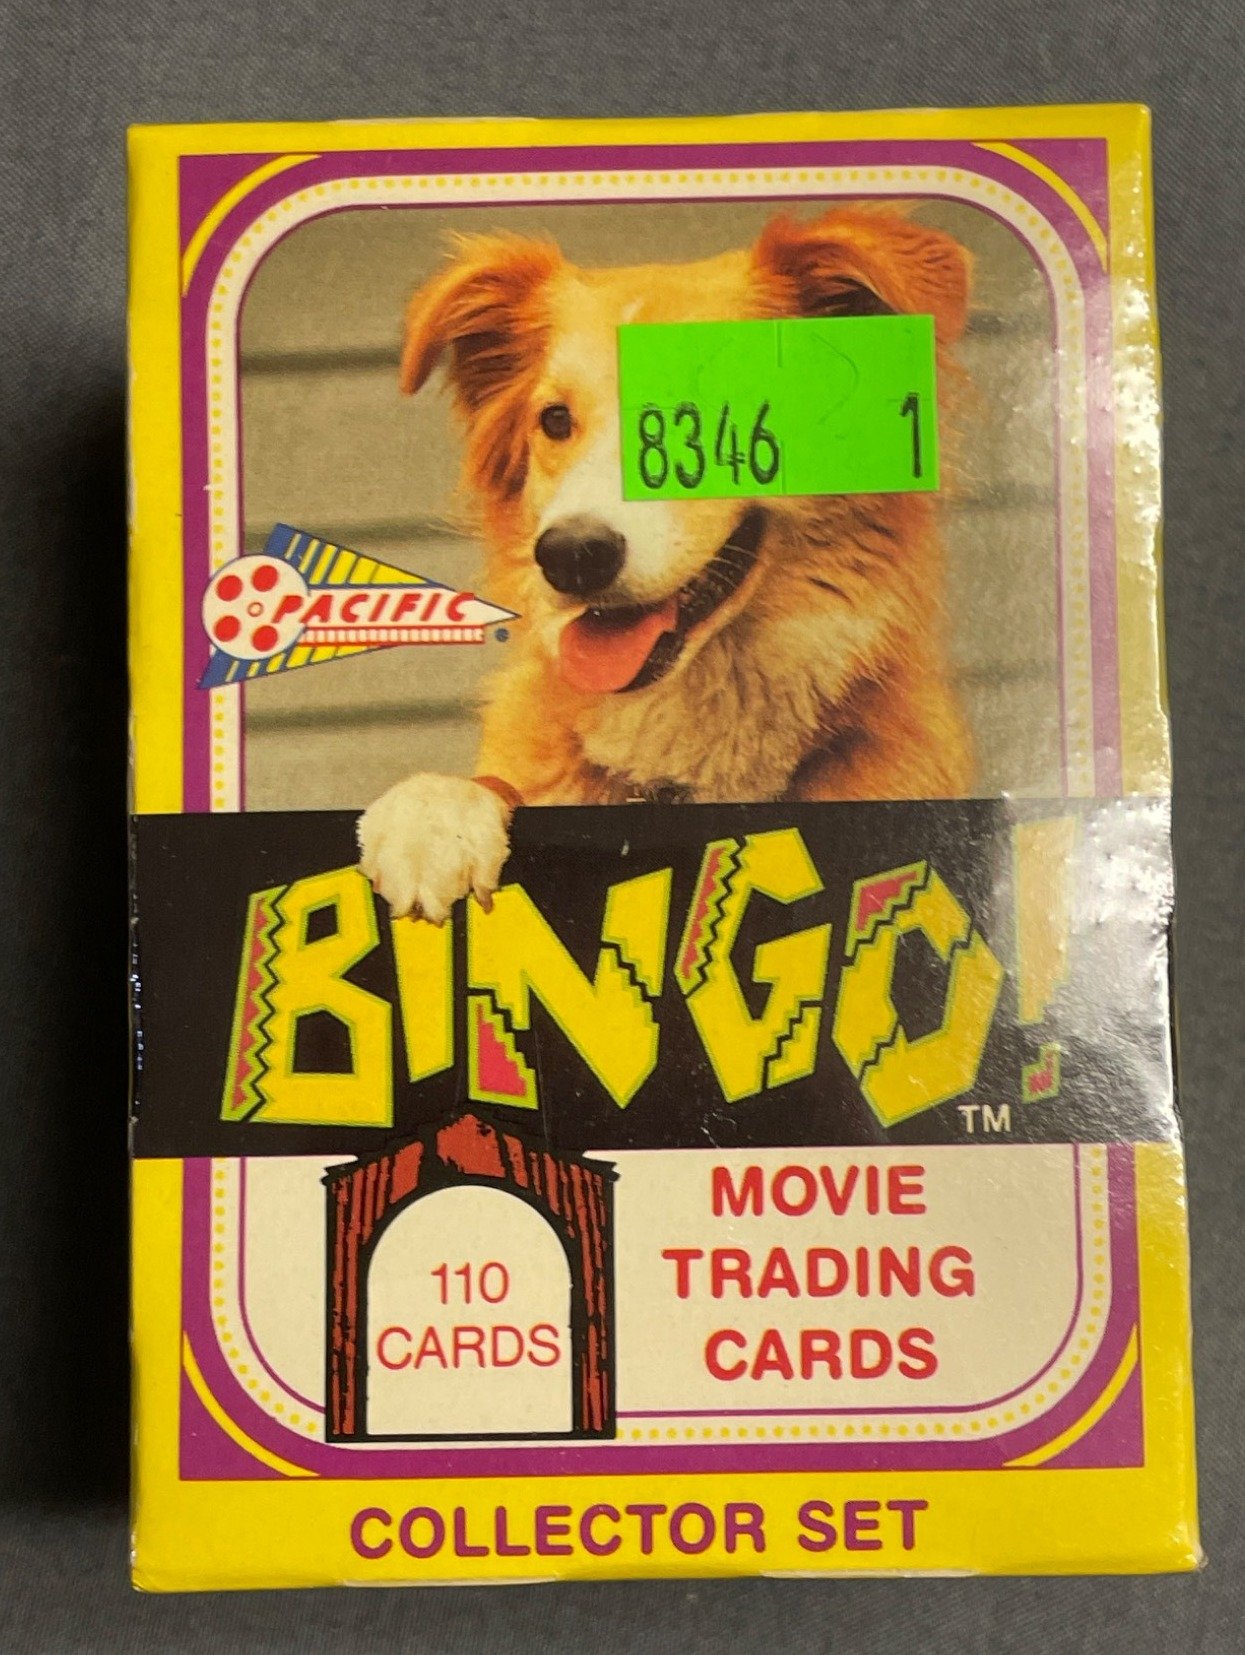 8346 1
PACIFIC
BINGO!
TM
MOVIE
TRADING
CARDS
110
CARDS
COLLECTOR SET